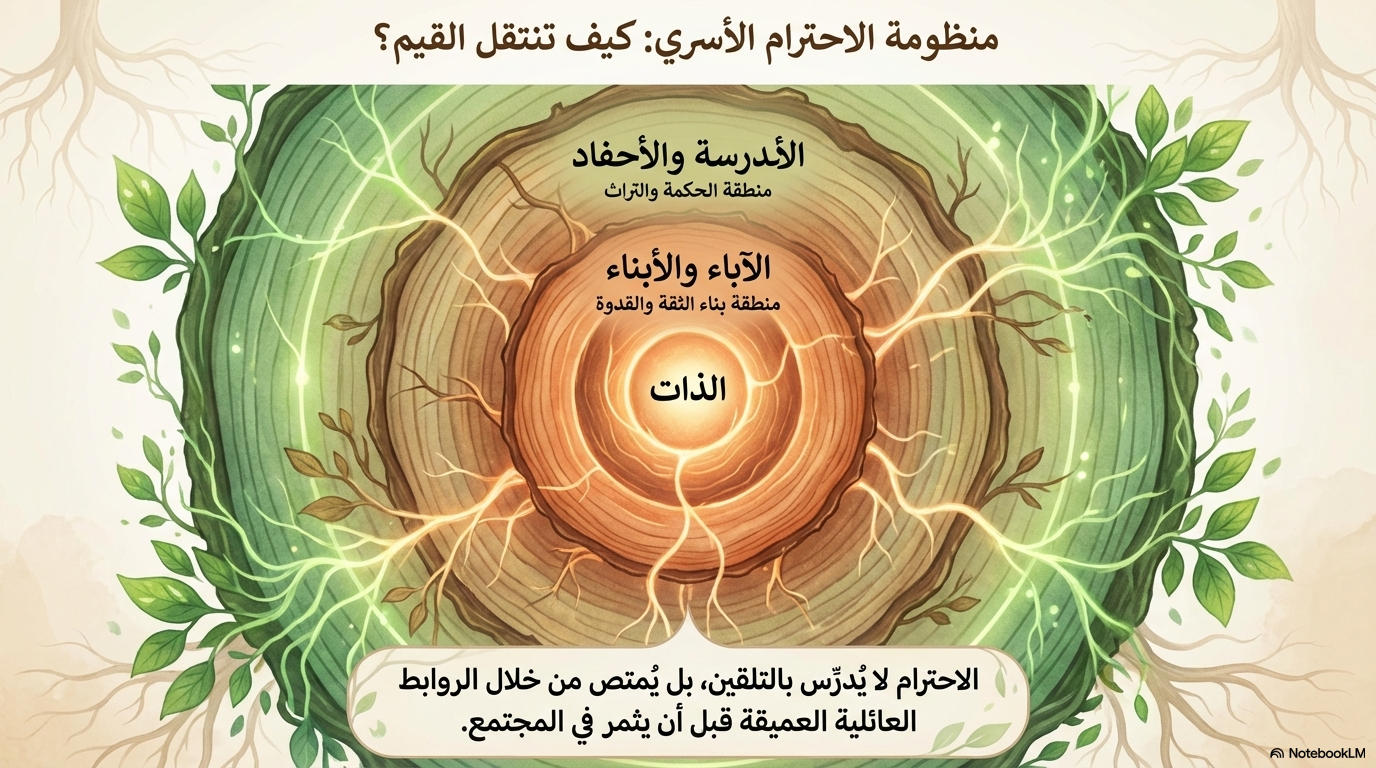 منظومة الاحترام الأسري: كيف تنتقل القيم؟
الأندرسة والأحفاد
منطقة الحكمة والتراث
الآباء والأبناء
منطقة بناء الثقة والقدوة
الذات
الاحترام لا يُدرِّس بالتلقين، بل يُمتص من خلال الروابط
العائلية العميقة قبل أن يثمر في المجتمع.
NotebookLM